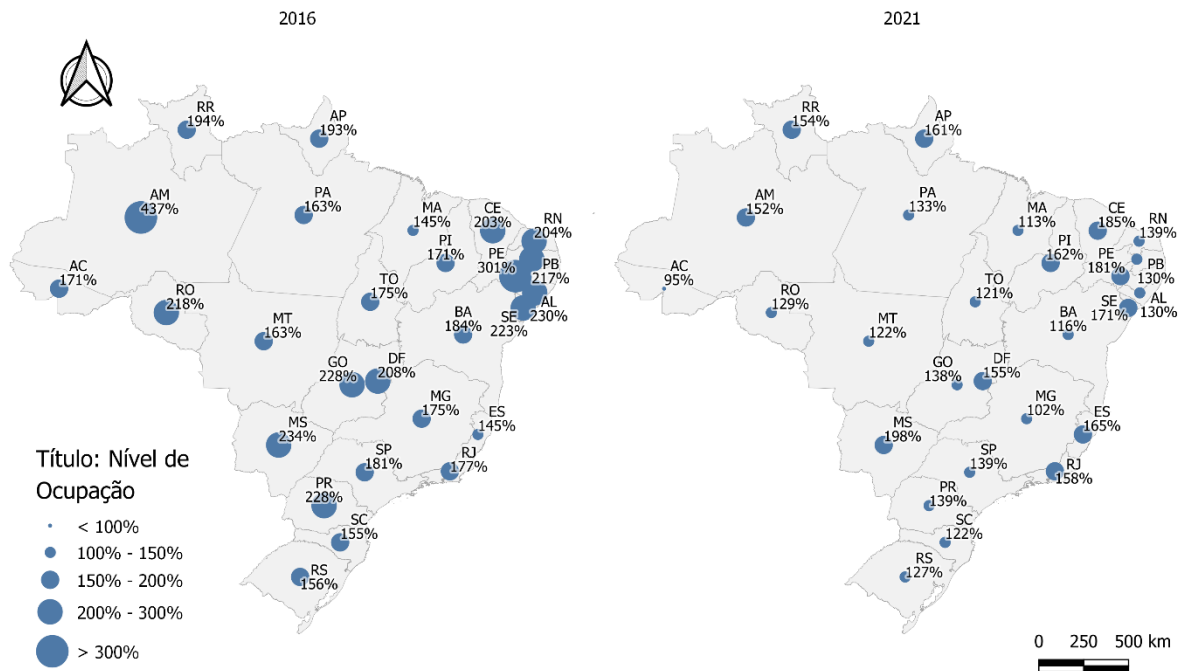 2016
RR
194%
AP
193%
AM
437%
PA
163%
MA
145%
CE
203%
RN
204%
PI
171%
PE
301%
PB
217%
AC
171%
TO
175%
RO
218%
AL
230%
SE
223%
BA
184%
MT
163%
GO
228%
DF
208%
MG
175%
ES
145%
MS
234%
SP
181%
RJ
177%
PR
228%
SC
155%
RS
156%
Título: Nível de
Ocupação
< 100%
100% - 150%
150% - 200%
200% - 300%
> 300%
2021
RR
154%
AP
161%
AM
152%
PA
133%
MA
113%
CE
185%
RN
139%
PI
162%
PE
181%
PB
130%
AC
95%
TO
121%
RO
129%
SE
171%
AL
130%
BA
116%
MT
122%
GO
138%
DF
155%
MG
102%
ES
165%
MS
198%
SP
139%
RJ
158%
PR
139%
SC
122%
RS
127%
0 250 500 km